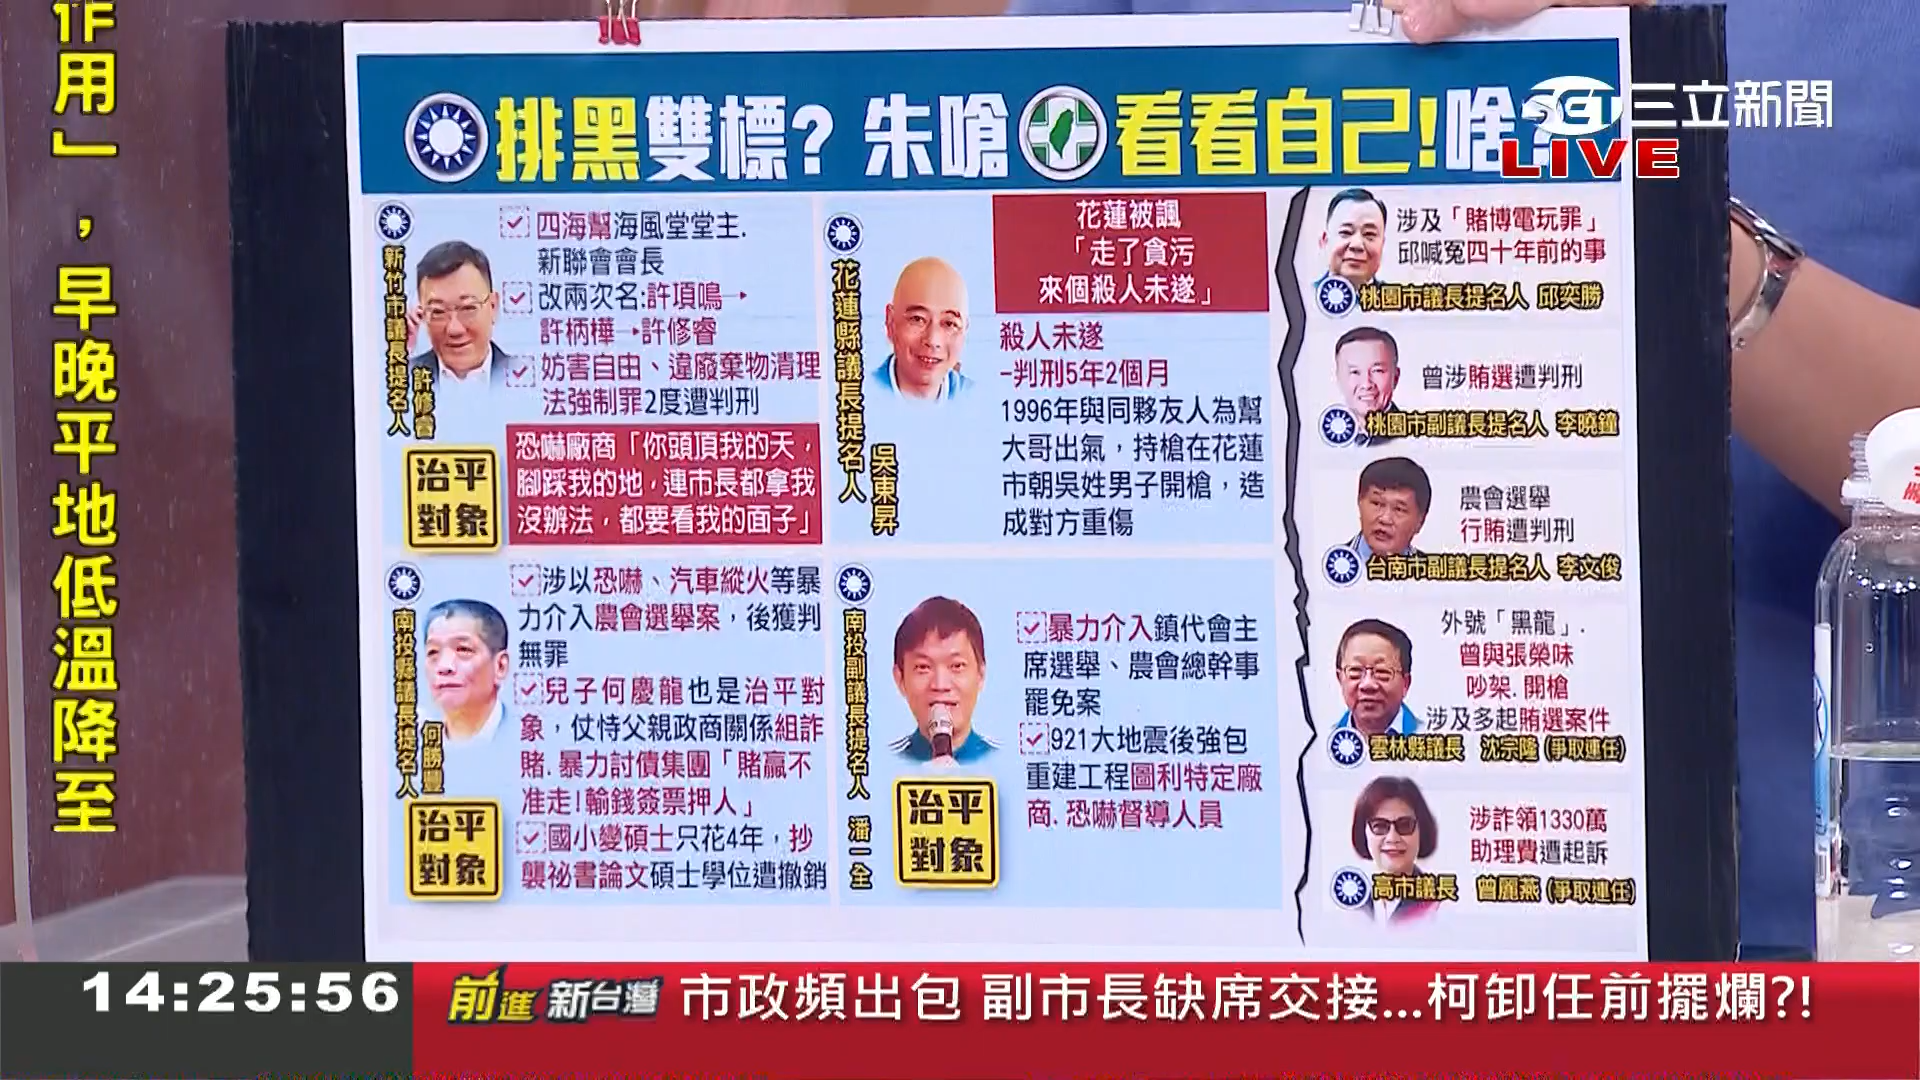 作用」，早晚平地低溫降至
排黑雙標? 朱嗆 看看自己!啥
SET三立新聞
LIVE
新竹市議長提名人
許修睿
四海幫海風堂堂主.
新聯會會長
改兩次名:許項鳴→
許柄樺→許修睿
妨害自由、違廢棄物清理
法強制罪2度遭判刑
治平
對象
恐嚇廠商「你頭頂我的天，
腳踩我的地，連市長都拿我
沒辦法，都要看我的面子」
花蓮縣議長提名人
吳東昇
花蓮被諷
「走了貪污
來個殺人未遂」
殺人未遂
-判刑5年2個月
1996年與同夥友人為幫
大哥出氣，持槍在花蓮
市朝吳姓男子開槍，造
成對方重傷
南投縣議長提名人
何勝豐
涉以恐嚇、汽車縱火等暴
力介入農會選舉案，後獲判
無罪
兒子何慶龍也是治平對
象，仗恃父親政商關係組詐
賭.暴力討債集團「賭贏不
准走!輸錢簽票押人」
國小變碩士只花4年，抄
襲祕書論文碩士學位遭撤銷
治平
對象
南投副議長提名人
潘一全
暴力介入鎮代會主
席選舉、農會總幹事
罷免案
921大地震後強包
重建工程圖利特定廠
商.恐嚇督導人員
治平
對象
涉及「賭博電玩罪」
邱喊冤四十年前的事
桃園市議長提名人 邱奕勝
曾涉賄選遭判刑
桃園市副議長提名人 李曉鐘
農會選舉
行賄遭判刑
台南市副議長提名人 李文俊
外號「黑龍」.
曾與張榮味
吵架.開槍
涉及多起賄選案件
雲林縣議長 沈宗隆(爭取連任)
涉詐領1330萬
助理費遭起訴
高市議長 曾麗燕(爭取連任)
14:25:56
前進新台灣
市政頻出包 副市長缺席交接...柯卸任前擺爛?!